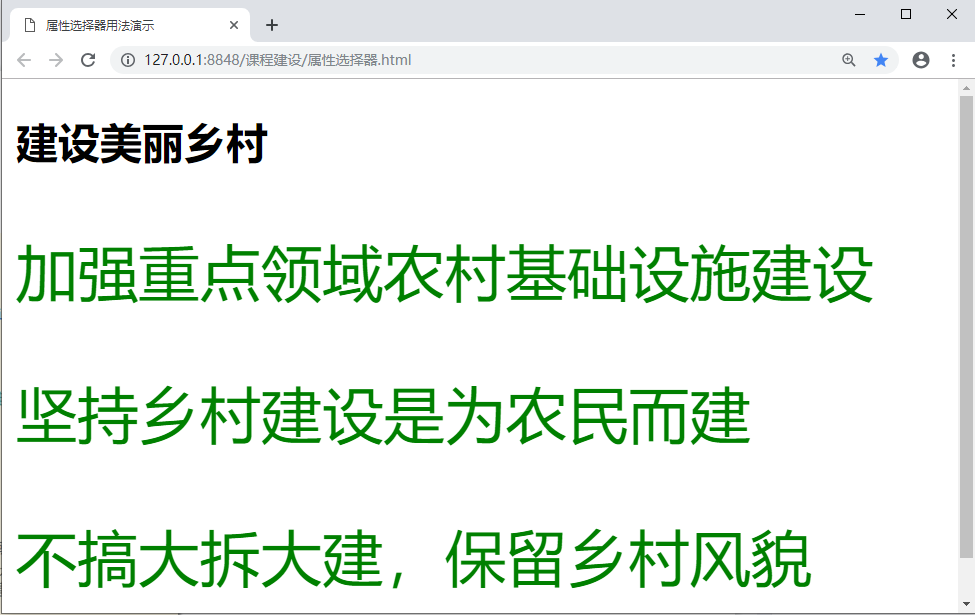 属性选择器用法演示
127.0.0.1:8848/课程建设/属性选择器.html
建设美丽乡村
加强重点领域农村基础设施建设
坚持乡村建设是为农民而建
不搞大拆大建，保留乡村风貌